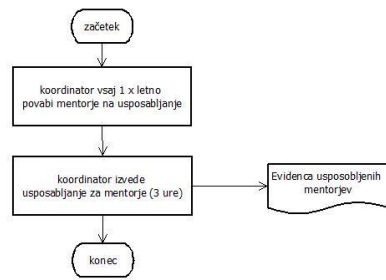 začetek
koordinator vsaj 1 x letno
povabi mentorje na usposabljanje
koordinator izvede
usposabljanje za mentorje (3 ure)
Evidenca usposobljenih
mentorjev
konec